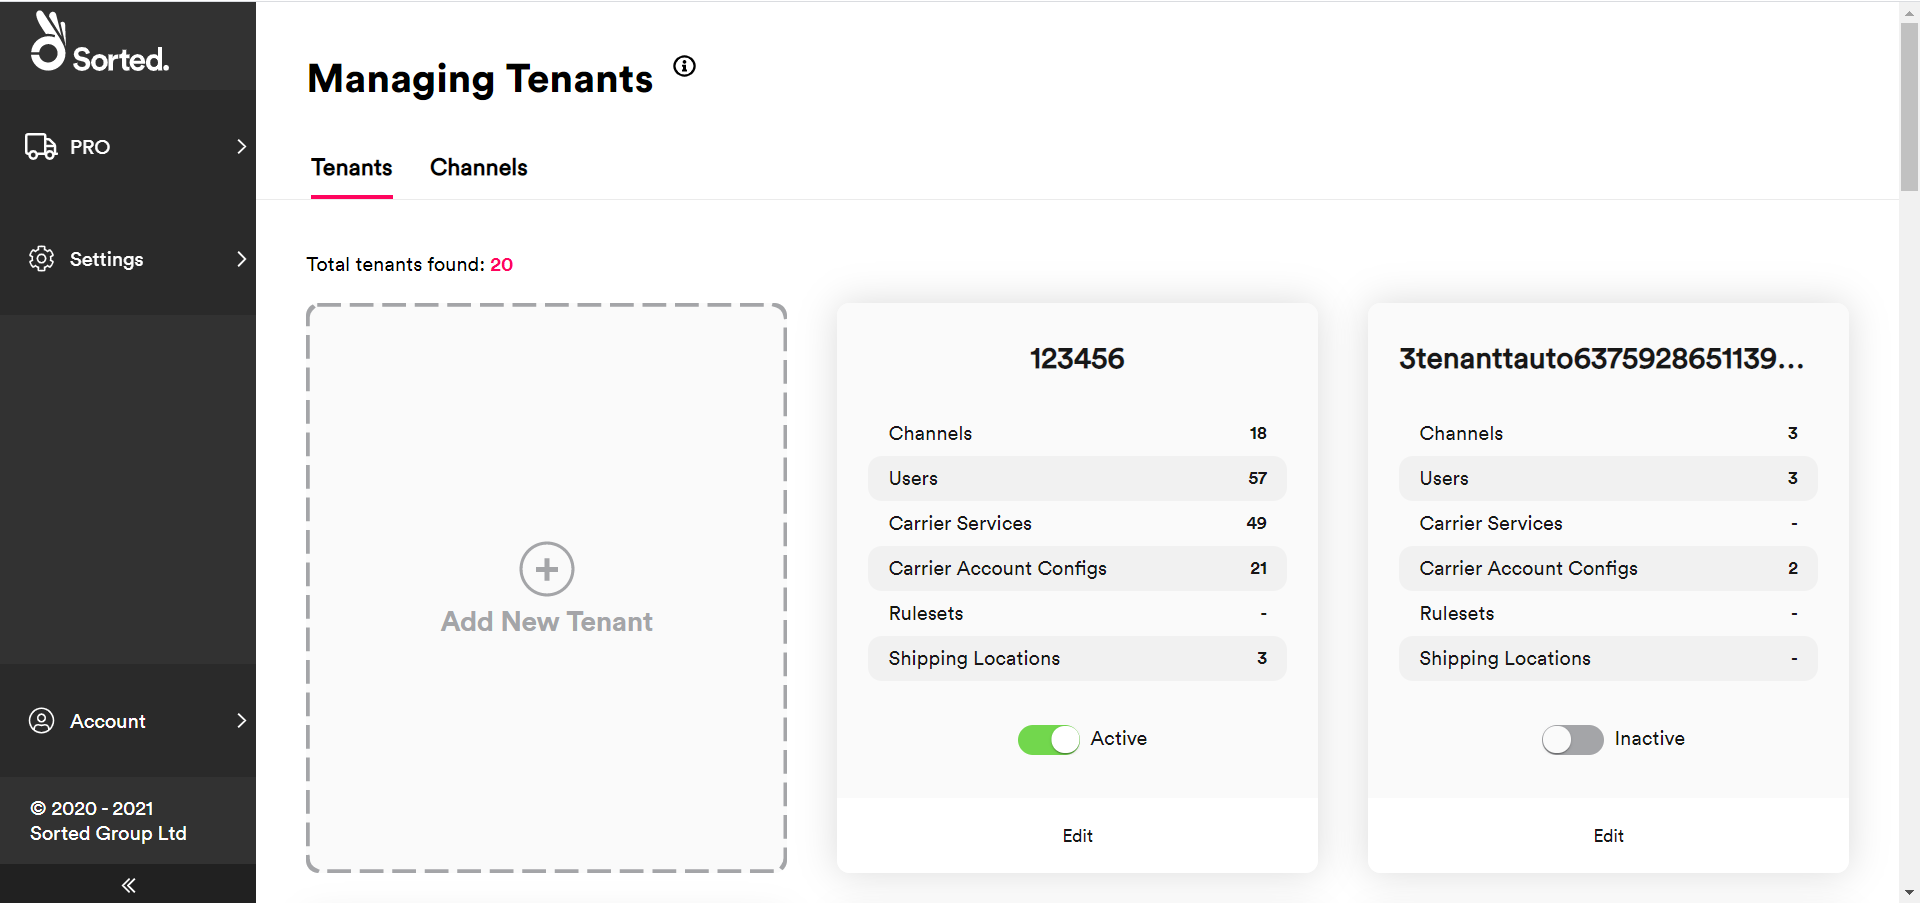 Sorted.
PRO
Settings
Account
© 2020 - 2021
Sorted Group Ltd
Managing Tenants
Tenants Channels
Total tenants found: 20
Add New Tenant
123456
Channels 18
Users 57
Carrier Services 49
Carrier Account Configs 21
Rulesets -
Shipping Locations 3
Active
Edit
3tenanttauto6375928651139...
Channels 3
Users 3
Carrier Services -
Carrier Account Configs 2
Rulesets -
Shipping Locations -
Inactive
Edit